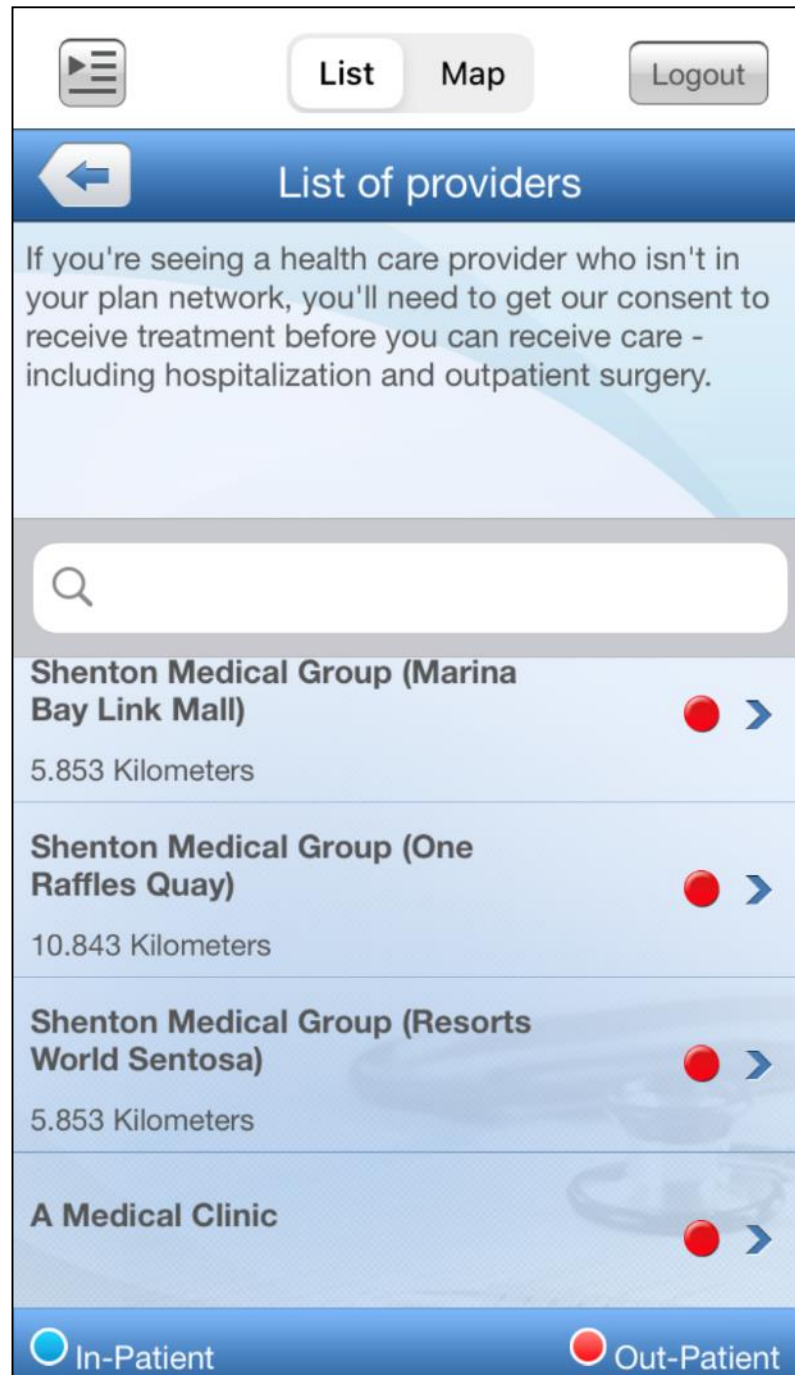 List Map Logout
List of providers
If you're seeing a health care provider who isn't in
your plan network, you'll need to get our consent to
receive treatment before you can receive care -
including hospitalization and outpatient surgery.
Shenton Medical Group (Marina
Bay Link Mall)
5.853 Kilometers
Shenton Medical Group (One
Raffles Quay)
10.843 Kilometers
Shenton Medical Group (Resorts
World Sentosa)
5.853 Kilometers
A Medical Clinic
In-Patient Out-Patient